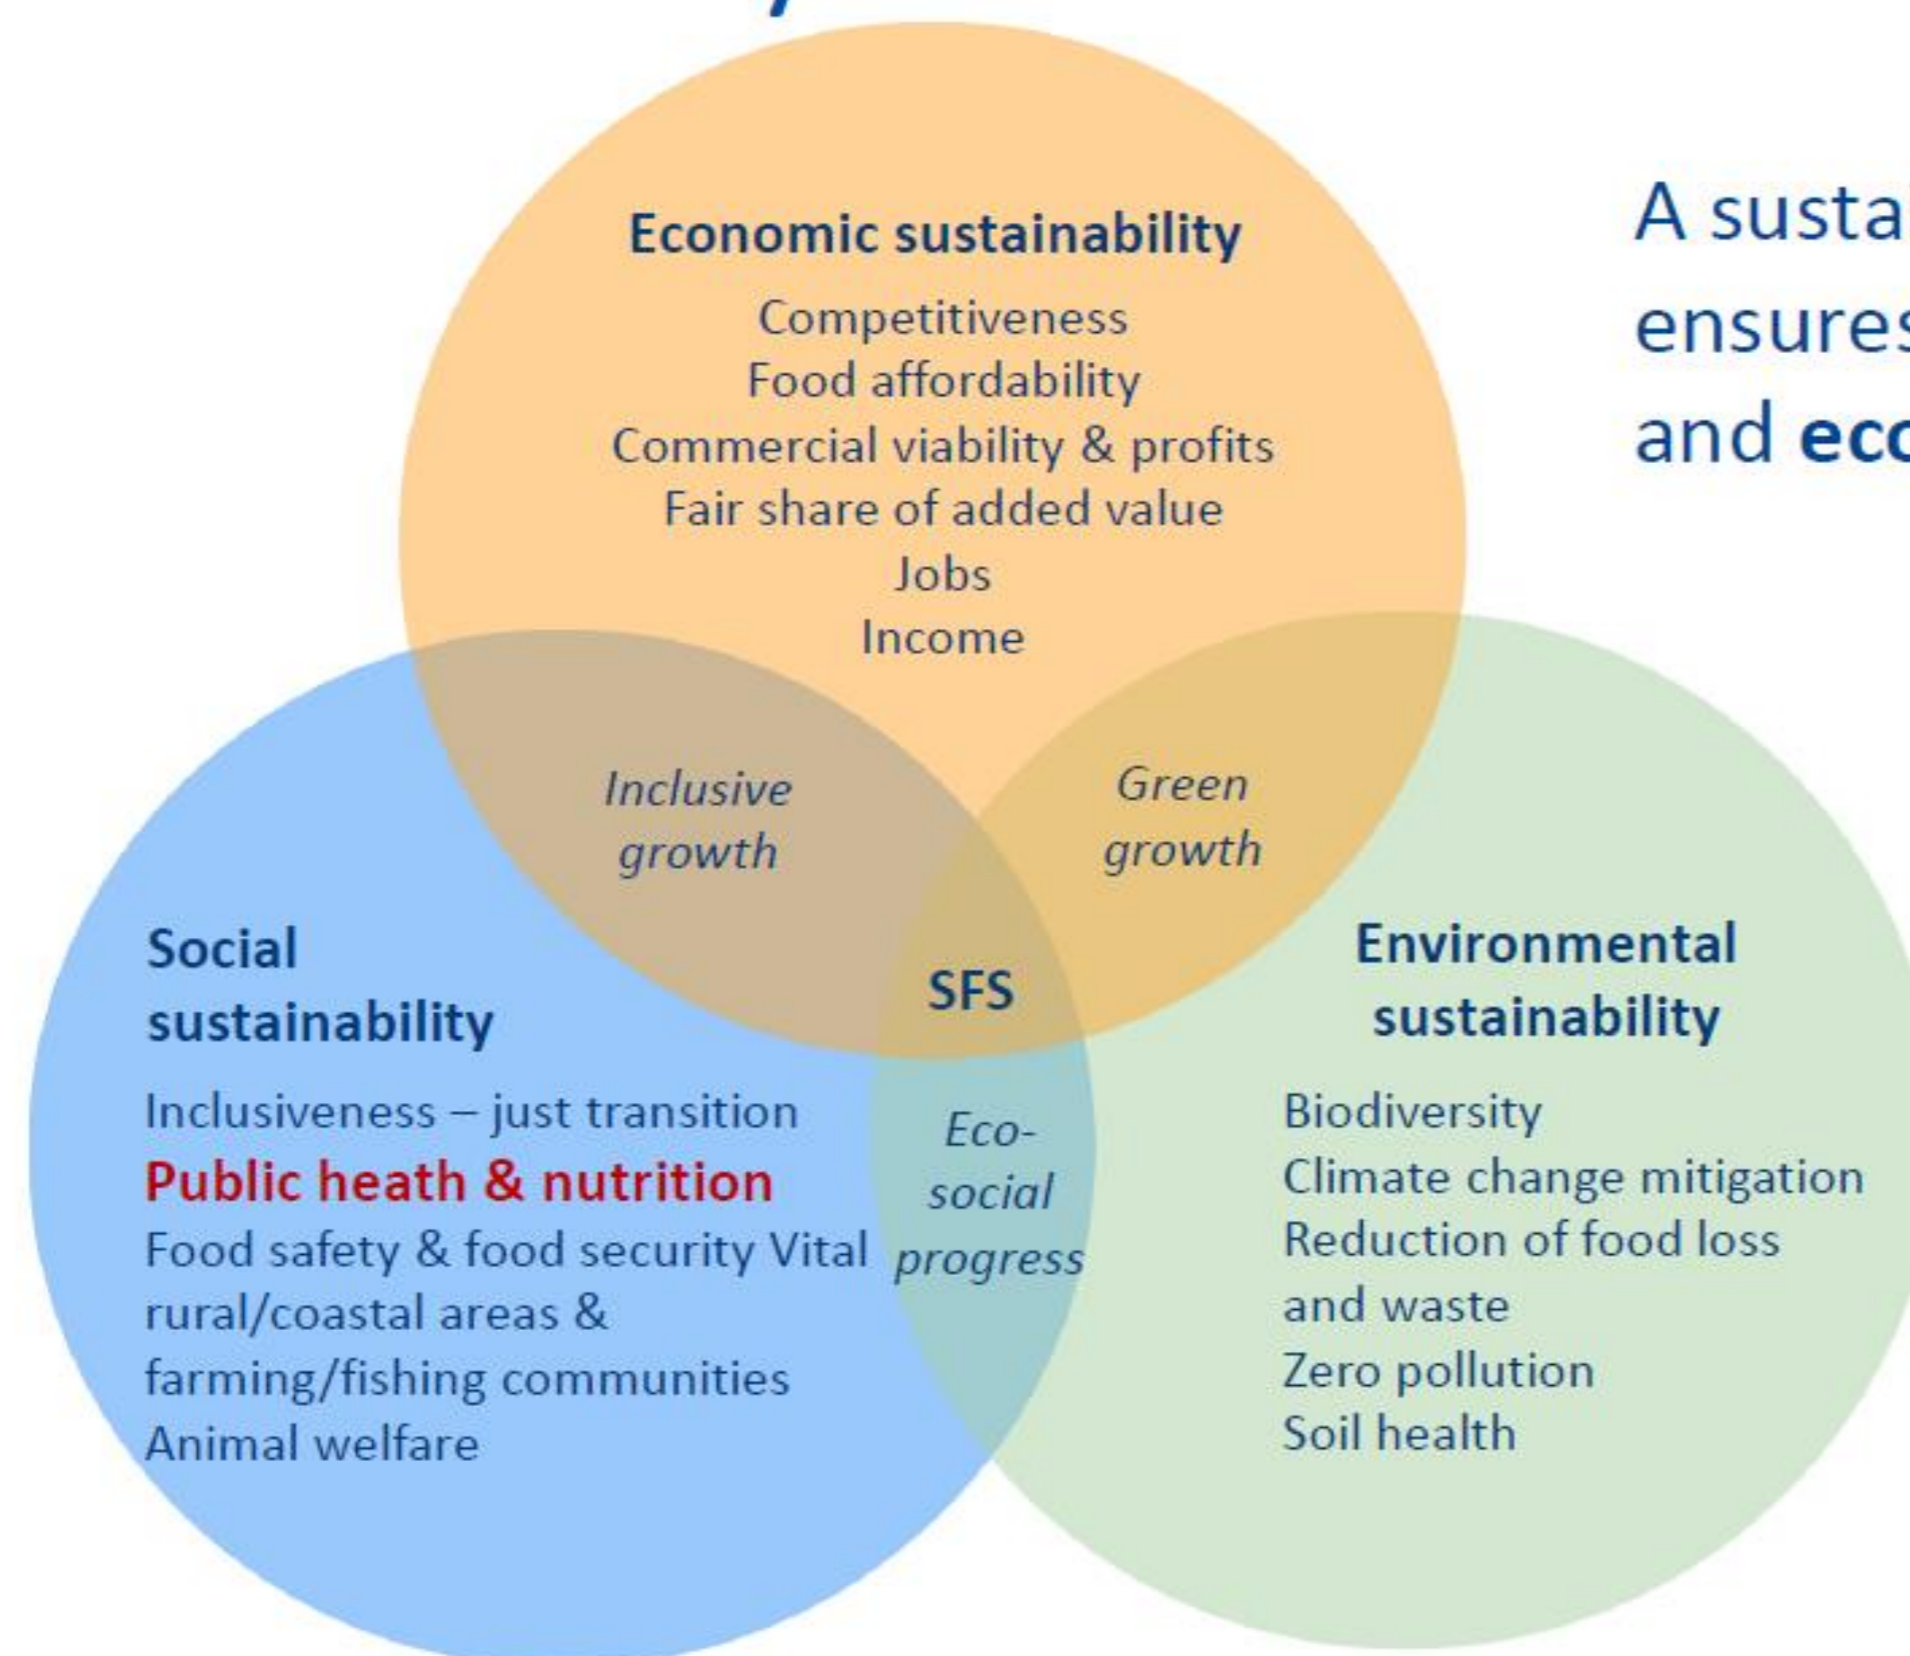 Economic sustainability
Competitiveness
Food affordability
Commercial viability & profits
Fair share of added value
Jobs
Income
A
ensures
and
Inclusive
growth
Green
growth
Social
sustainability
SFS
Environmental
sustainability
Inclusiveness – just transition
Public heath & nutrition
Food safety & food security Vital
rural/coastal areas &
farming/fishing communities
Animal welfare
Eco-
social
progress
Biodiversity
Climate change mitigation
Reduction of food loss
and waste
Zero pollution
Soil health